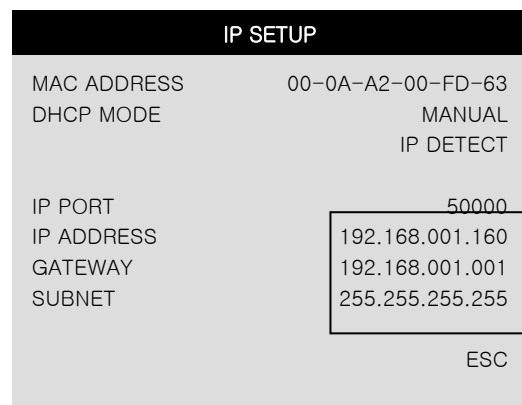 IP SETUP
MAC ADDRESS 00-0A-A2-00-FD-63
DHCP MODE MANUAL
IP DETECT
IP PORT 50000
IP ADDRESS 192.168.001.160
GATEWAY 192.168.001.001
SUBNET 255.255.255.255
ESC